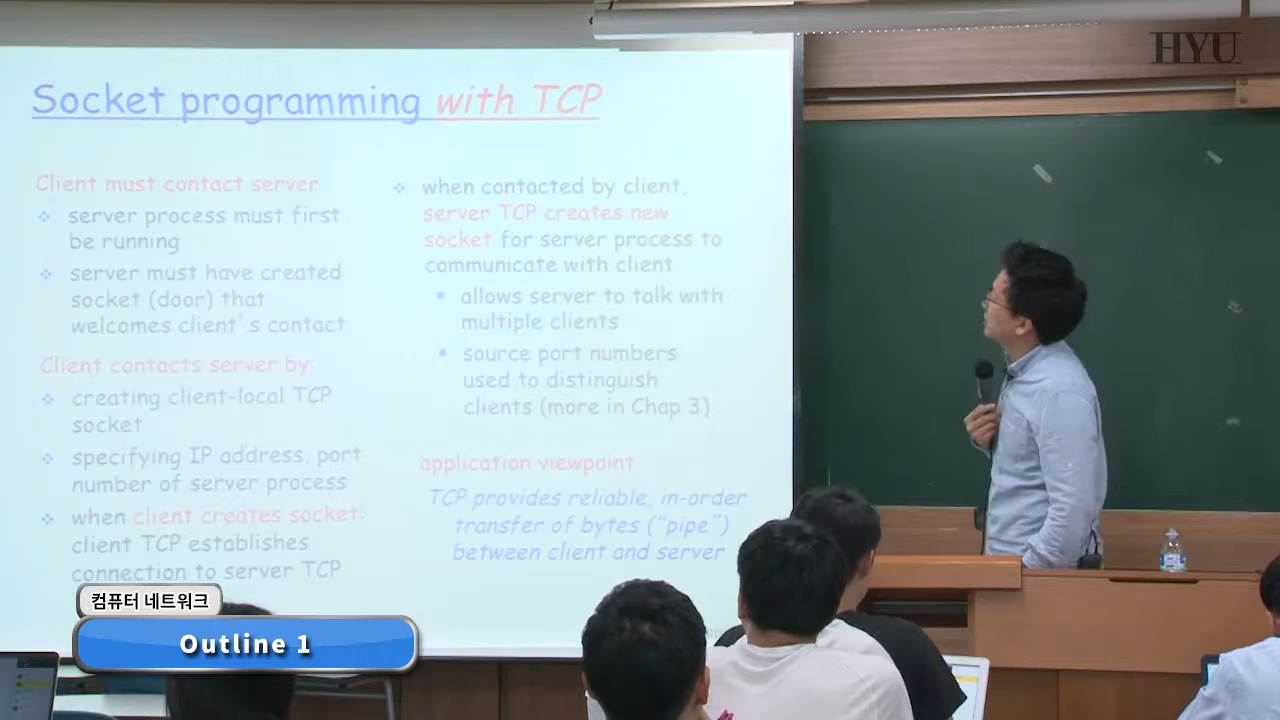 HYU
Socket programming with TCP
Client must contact server
server process must first
be running
server must have created
socket (door) that
welcomes client's contact
Client contacts server by:
creating client-local TCP
socket
specifying IP address, port
number of server process
when client creates socket:
client TCP establishes
connection to server TCP
when contacted by client,
server TCP creates new
socket for server process to
communicate with client
allows server to talk with
multiple clients
source port numbers
used to distinguish
clients (more in Chap 3)
application viewpoint
TCP provides reliable, in-order
transfer of bytes ("pipe")
between client and server
컴퓨터 네트워크
Outline 1